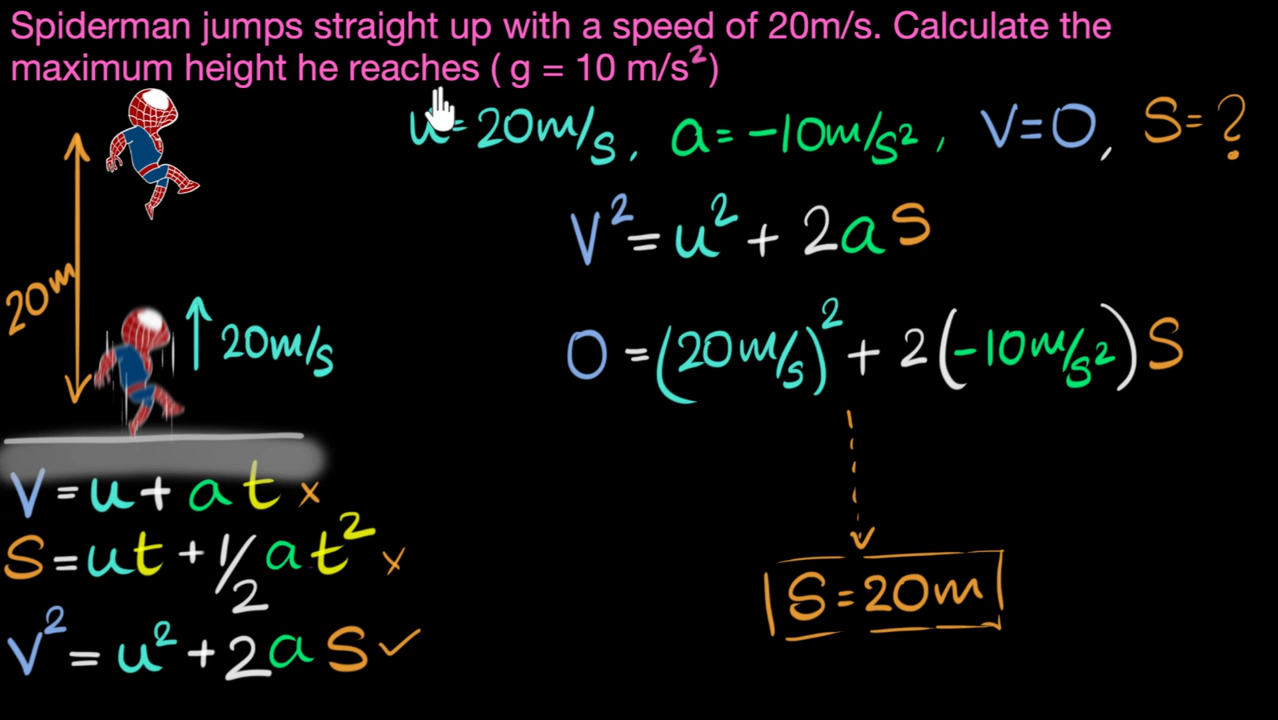 Spiderman jumps straight up with a speed of 20m/s. Calculate the
maximum height he reaches ( g = 10 m/s²)
u = 20m/s, a = -10m/s², V = 0, S = ?
V² = u² + 2as
20m
20m/s
0 = (20m/s)² + 2(-10m/s²)S
V = u + at ×
S = ut + 1/2 at² ×
S = 20m
V² = u² + 2as ✓